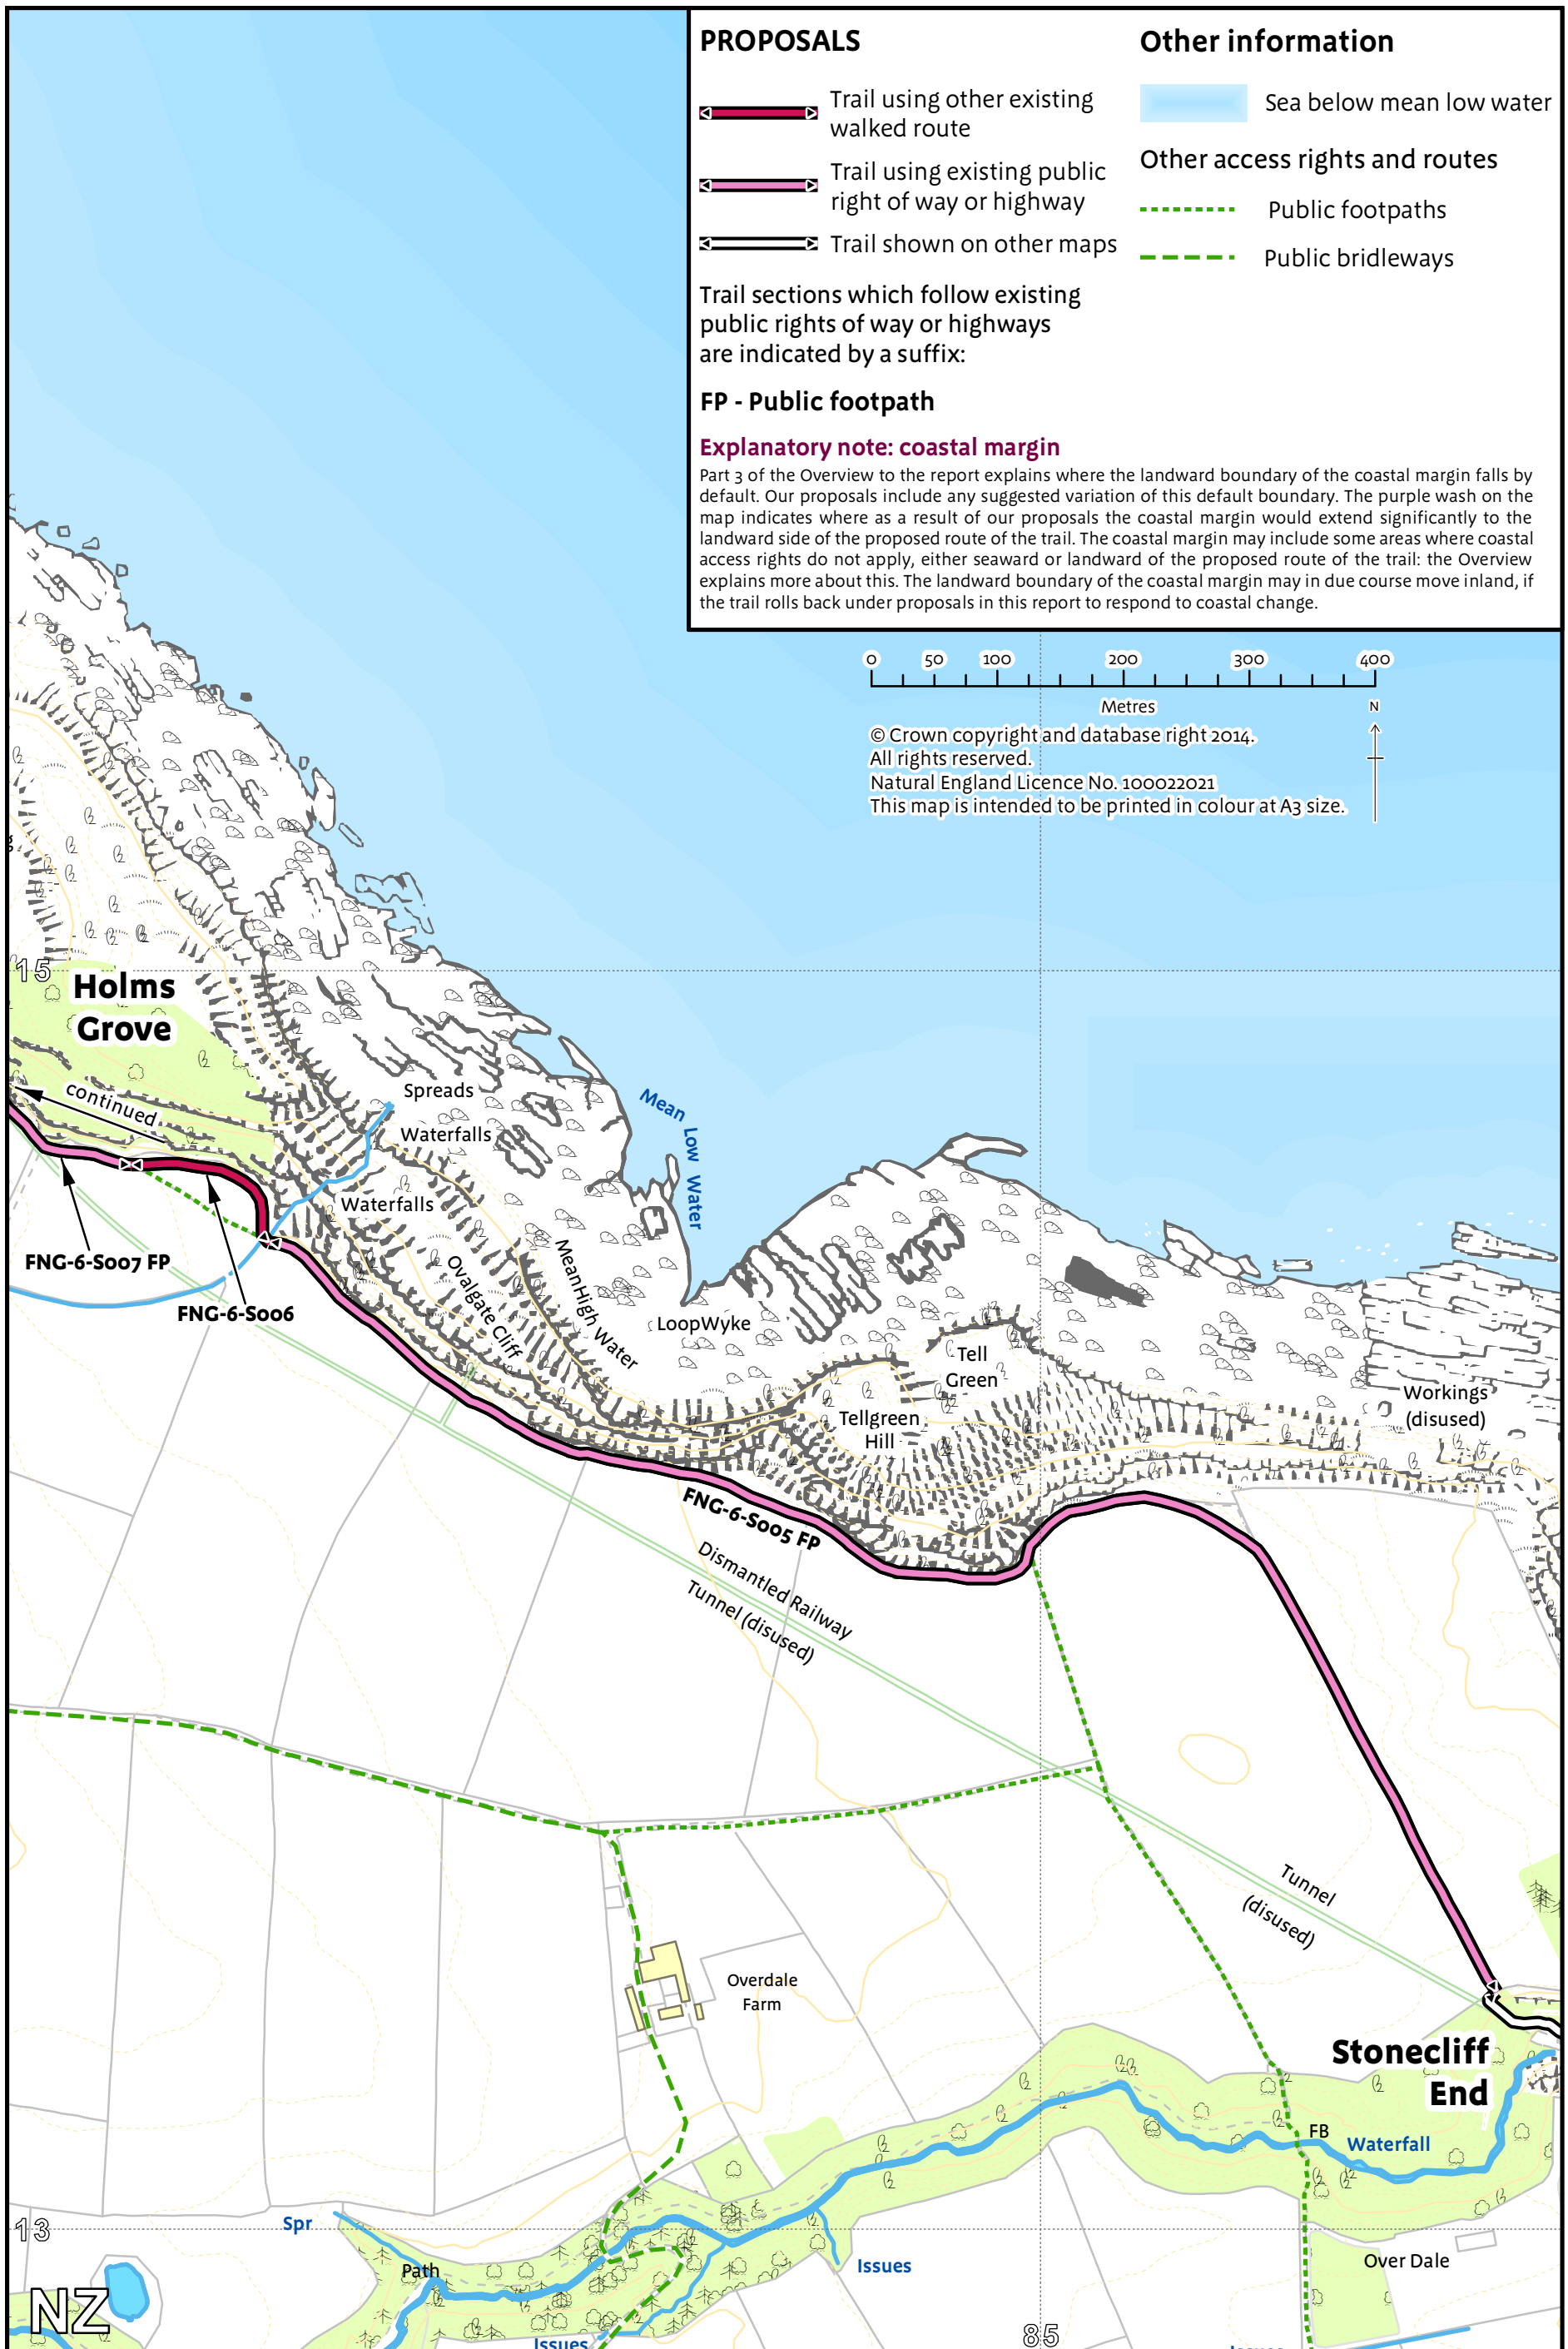 PROPOSALS
Trail using other existing
walked route
Trail using existing public
right of way or highway
Trail shown on other maps
Trail sections which follow existing
public rights of way or highways
are indicated by a suffix:
FP - Public footpath
Other information
Sea below mean low water
Other access rights and routes
Public footpaths
Public bridleways
Explanatory note: coastal margin
Part 3 of the Overview to the report explains where the landward boundary of the coastal margin falls by
default. Our proposals include any suggested variation of this default boundary. The purple wash on the
map indicates where as a result of our proposals the coastal margin would extend significantly to the
landward side of the proposed route of the trail. The coastal margin may include some areas where coastal
access rights do not apply, either seaward or landward of the proposed route of the trail: the Overview
explains more about this. The landward boundary of the coastal margin may in due course move inland, if
the trail rolls back under proposals in this report to respond to coastal change.
0 50 100 200 300 400
Metres
N
© Crown copyright and database right 2014.
All rights reserved.
Natural England Licence No. 100022021
This map is intended to be printed in colour at A3 size.
15
Holms
Grove
continued
Spreads
Waterfalls
Waterfalls
Mean Low Water
FNG-6-S007 FP
FNG-6-S006
Ovalgate Cliff
MeanHigh Water
LoopWyke
Tell
Green
Tellgreen
Hill
Workings
(disused)
FNG-6-S005 FP
Dismantled Railway
Tunnel (disused)
Tunnel
(disused)
Overdale
Farm
Stonecliff
End
FB
Waterfall
13
Spr
Path
Issues
Over Dale
NZ
Issues
85